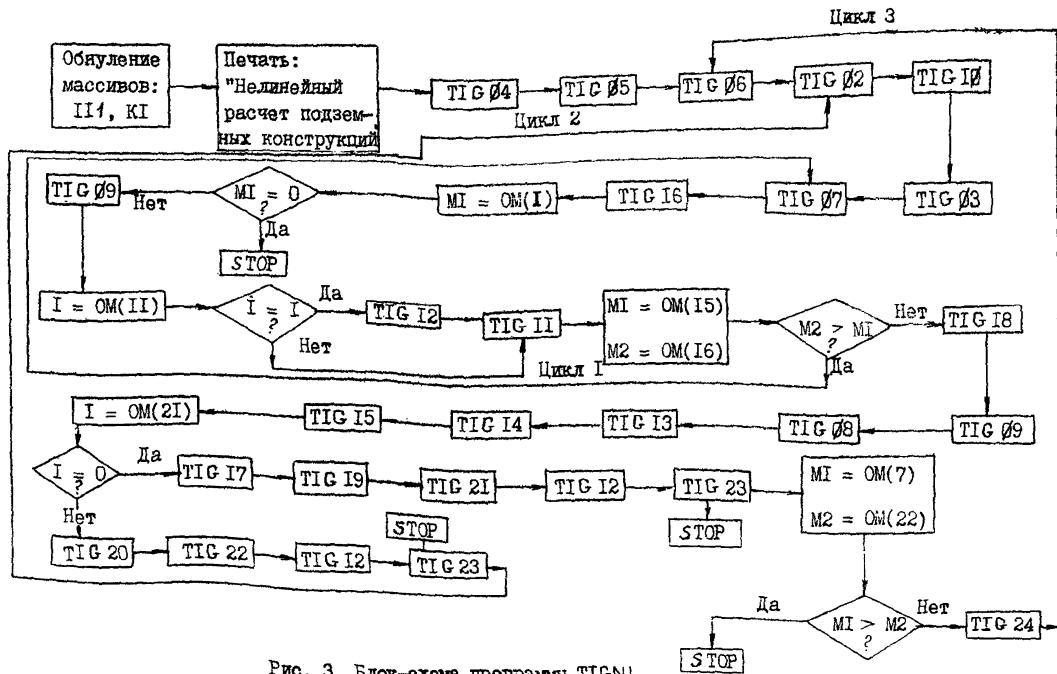 Цикл 3
Обнуление
массивов:
II1, KI
Печать:
"Нелинейный
расчет подзем-
ных конструкций
TIG Ø4
TIG Ø5
TIG Ø6
TIG Ø2
TIG IØ
Цикл 2
TIG Ø9
Нет
MI = 0
?
Да
STOP
MI = OM(I)
TIG I6
TIG Ø7
TIG Ø3
I = OM(II)
I = I
?
Да
Нет
TIG I2
TIG II
MI = OM(I5)
M2 = OM(I6)
M2 > MI
?
Нет
Да
TIG I8
Цикл I
I = OM(2I)
TIG I5
TIG I4
TIG I3
TIG Ø8
TIG Ø9
I = 0
?
Да
Нет
TIG I7
TIG I9
TIG 2I
TIG I2
TIG 23
STOP
MI = OM(7)
M2 = OM(22)
TIG 20
TIG 22
TIG I2
STOP
TIG 23
Да
MI > M2
?
Нет
TIG 24
STOP
Рис. 3 Блок-схема программы